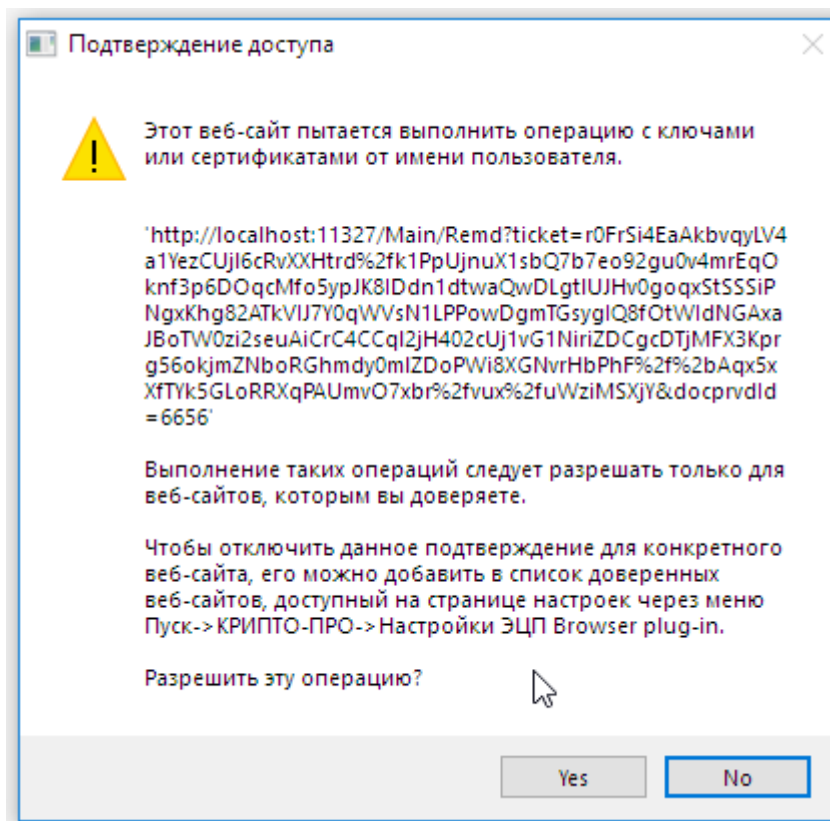 Подтверждение доступа
Этот веб-сайт пытается выполнить операцию с ключами
или сертификатами от имени пользователя.
'http://localhost:11327/Main/Remd?ticket=r0FrSi4EaAkbvqyLV4
a1YezCUjI6cRvXXHtrd%2fk1PpUjnuX1sbQ7b7eo92gu0v4mrEqO
knf3p6DOqcMfo5ypJK8IDdn1dtwaQwDLgtIUJHv0goqxStSSSiP
NgxKhg82ATkVIJ7Y0qWVsN1LPPowDgmTGsygIQ8fOtWIdNGAxa
JBoTW0zi2seuAiCrC4CCqI2jH402cUj1vG1NiriZDCgcDTjMFX3Kpr
g56okjmZNboRGhmdy0mIZDoPWi8XGNvrHbPhF%2f%2bAqx5x
XfTYk5GLoRRXqPAUmvO7xbr%2fvux%2fuWziMSXjY&docprvdId
=6656'
Выполнение таких операций следует разрешать только для
веб-сайтов, которым вы доверяете.
Чтобы отключить данное подтверждение для конкретного
веб-сайта, его можно добавить в список доверенных
веб-сайтов, доступный на странице настроек через меню
Пуск->КРИПТО-ПРО->Настройки ЭЦП Browser plug-in.
Разрешить эту операцию?
Yes
No